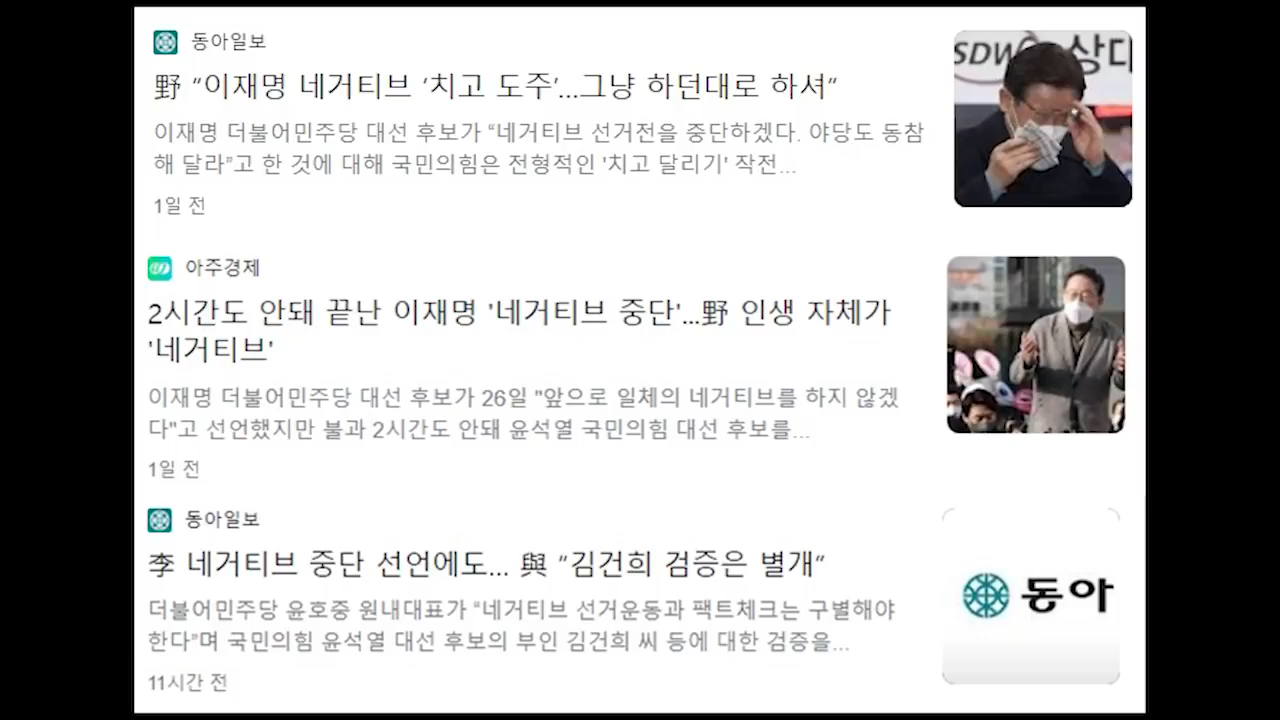 동아일보
野 “이재명 네거티브 ‘치고 도주’...그냥 하던대로 하셔”
이재명 더불어민주당 대선 후보가 “네거티브 선거전을 중단하겠다. 야당도 동참
해 달라”고 한 것에 대해 국민의힘은 전형적인 '치고 달리기' 작전...
1일 전
SDW
상대
아주경제
2시간도 안돼 끝난 이재명 '네거티브 중단'...野 인생 자체가
'네거티브'
이재명 더불어민주당 대선 후보가 26일 "앞으로 일체의 네거티브를 하지 않겠
다"고 선언했지만 불과 2시간도 안돼 윤석열 국민의힘 대선 후보를...
1일 전
동아일보
李 네거티브 중단 선언에도... 與 “김건희 검증은 별개”
더불어민주당 윤호중 원내대표가 “네거티브 선거운동과 팩트체크는 구별해야
한다”며 국민의힘 윤석열 대선 후보의 부인 김건희 씨 등에 대한 검증을...
11시간 전
동아